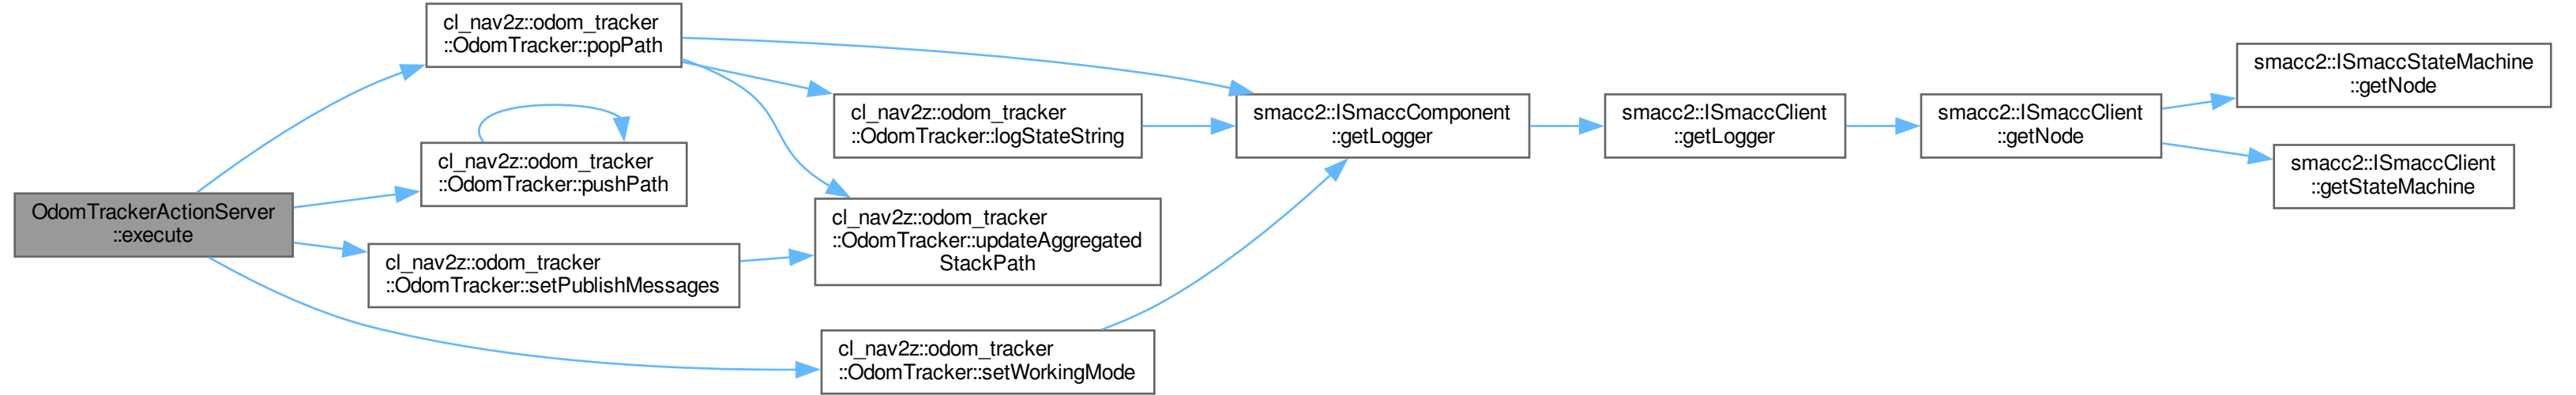 OdomTrackerActionServer
::execute
cl_nav2z::odom_tracker
::OdomTracker::popPath
cl_nav2z::odom_tracker
::OdomTracker::pushPath
cl_nav2z::odom_tracker
::OdomTracker::setPublishMessages
cl_nav2z::odom_tracker
::OdomTracker::logStateString
cl_nav2z::odom_tracker
::OdomTracker::updateAggregated
StackPath
cl_nav2z::odom_tracker
::OdomTracker::setWorkingMode
smacc2::ISmaccComponent
::getLogger
smacc2::ISmaccClient
::getLogger
smacc2::ISmaccClient
::getNode
smacc2::ISmaccStateMachine
::getNode
smacc2::ISmaccClient
::getStateMachine